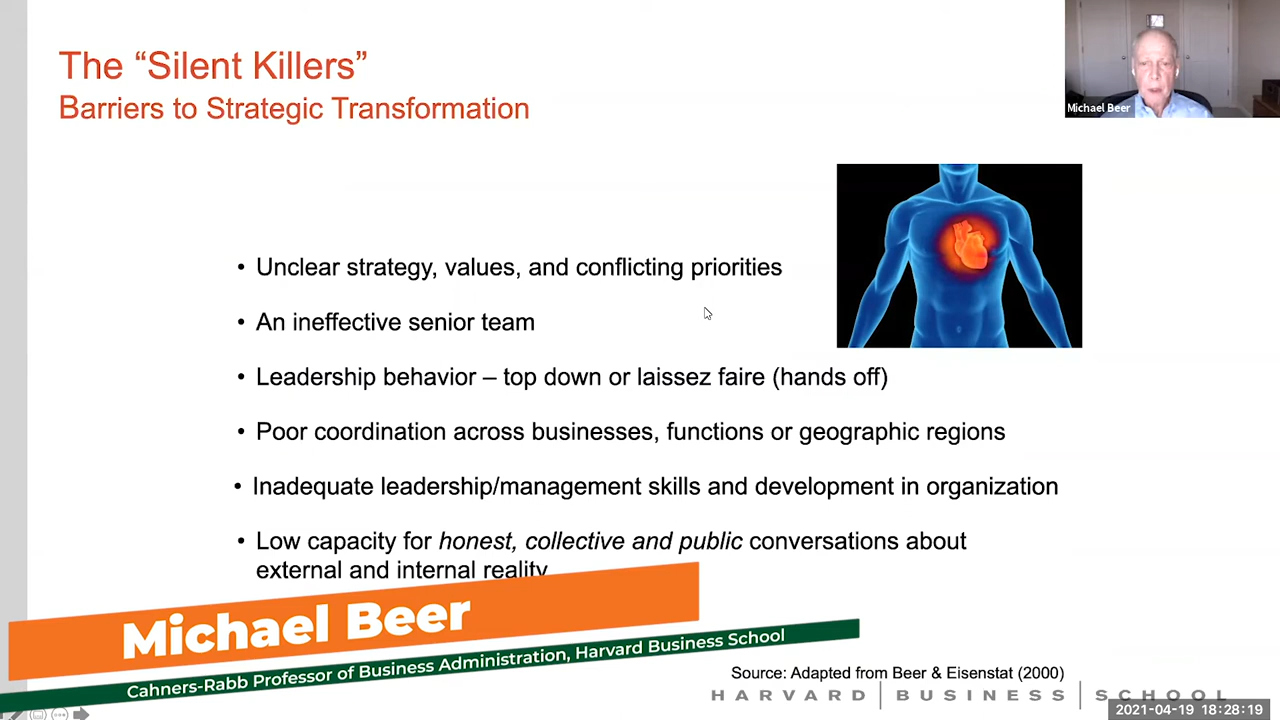 The “Silent Killers”
Barriers to Strategic Transformation
Michael Beer
• Unclear strategy, values, and conflicting priorities
• An ineffective senior team
• Leadership behavior – top down or laissez faire (hands off)
• Poor coordination across businesses, functions or geographic regions
• Inadequate leadership/management skills and development in organization
• Low capacity for honest, collective and public conversations about
external and internal reality
Michael Beer
Cahners-Rabb Professor of Business Administration, Harvard Business School
Source: Adapted from Beer & Eisenstat (2000)
HARVARD | BUSINESS | SCHOOL
2021-04-19 18:28:19